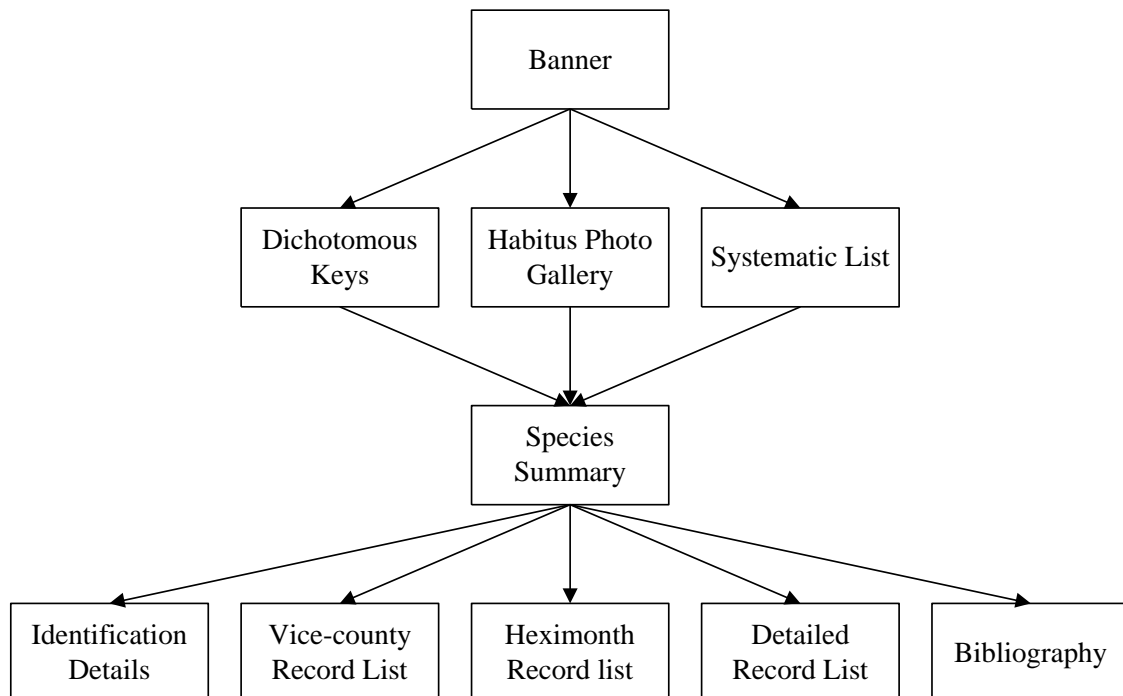 Banner
Dichotomous
Keys
Habitus Photo
Gallery
Systematic List
Species
Summary
Identification
Details
Vice-county
Record List
Heximonth
Record list
Detailed
Record List
Bibliography